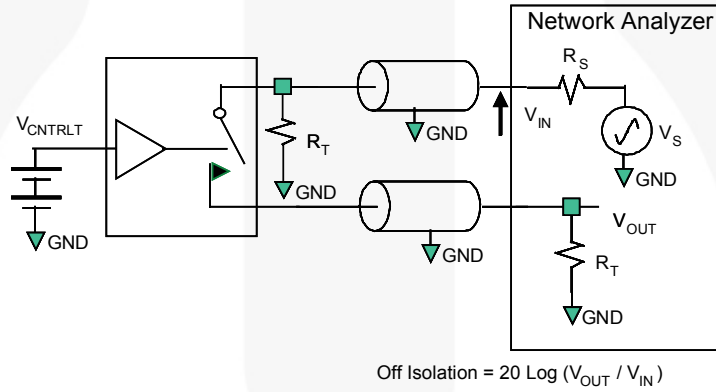 Network Analyzer
R_S
V_CNTRLT
GND
V_IN
V_S
R_T
GND
GND
GND
GND
V_OUT
GND
R_T
GND
Off Isolation = 20 Log (V_OUT / V_IN)